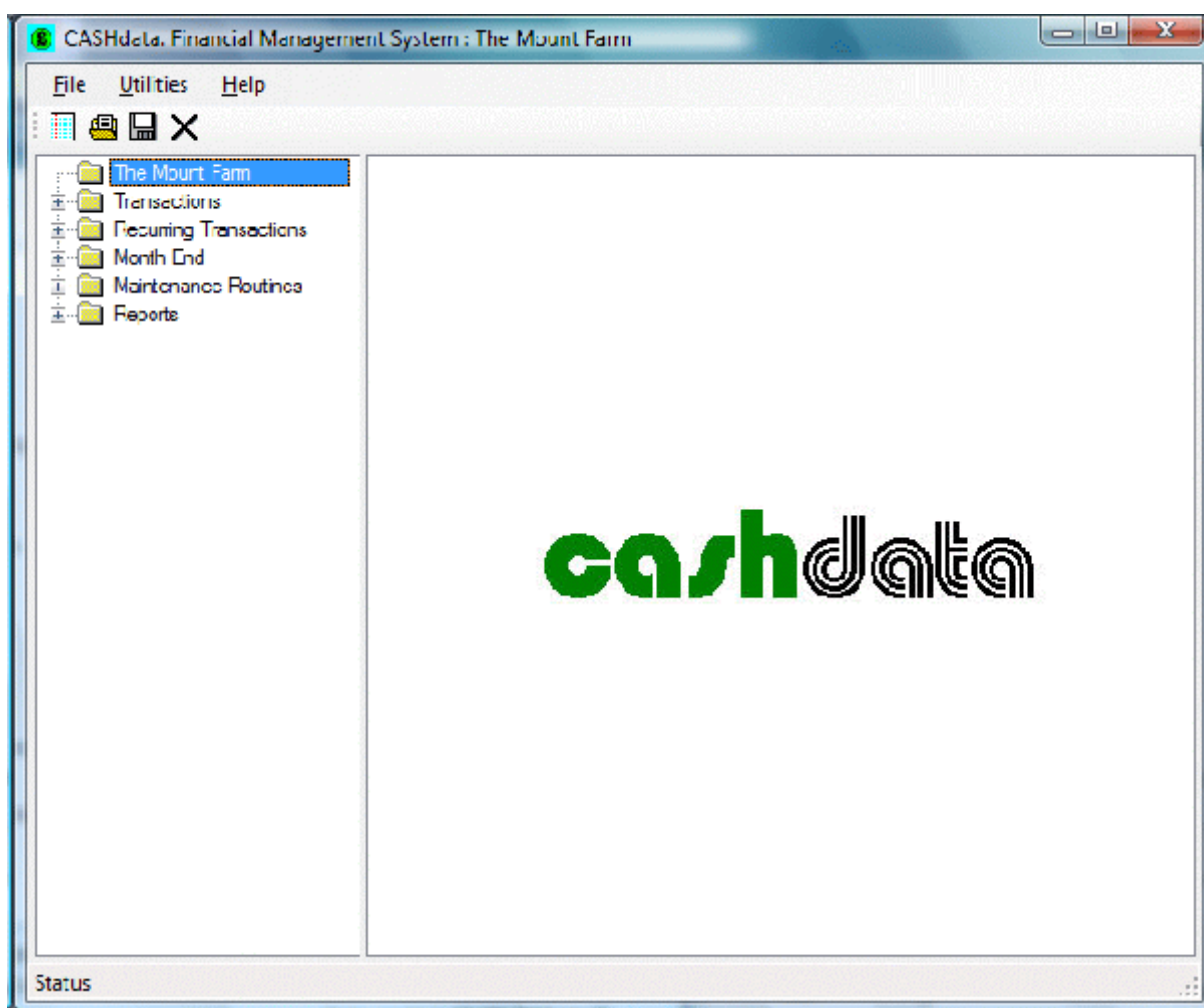 CASHdata. Financial Management System : The Mount Farm
File Utilities Help
The Mount Farm
Transactions
Recurring Transactions
Month End
Maintenance Routines
Reports
cashdata
Status